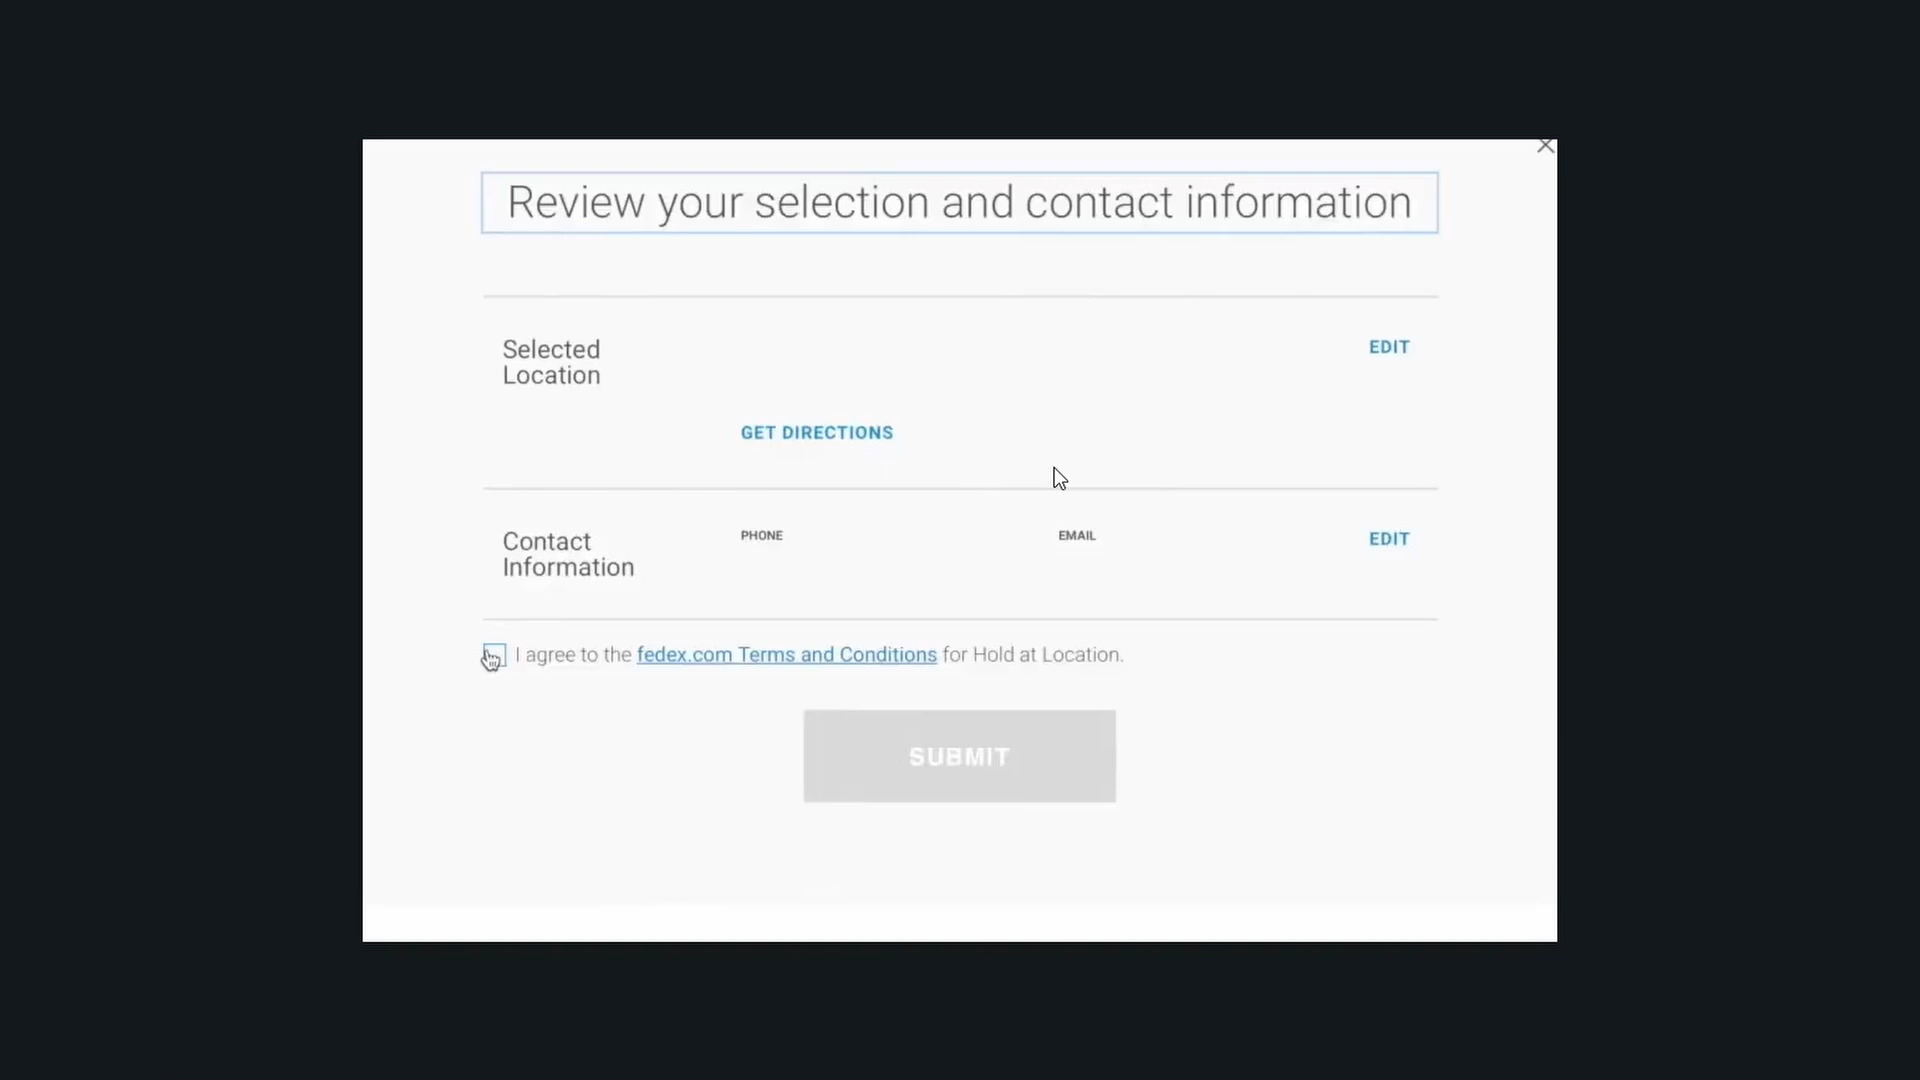 Review your selection and contact information
Selected
Location
EDIT
GET DIRECTIONS
Contact
Information
PHONE
EMAIL
EDIT
I agree to the fedex.com Terms and Conditions for Hold at Location.
SUBMIT